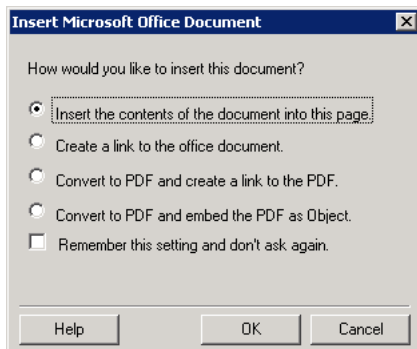 Insert Microsoft Office Document
How would you like to insert this document?
Insert the contents of the document into this page.
Create a link to the office document.
Convert to PDF and create a link to the PDF.
Convert to PDF and embed the PDF as Object.
Remember this setting and don't ask again.
Help OK Cancel